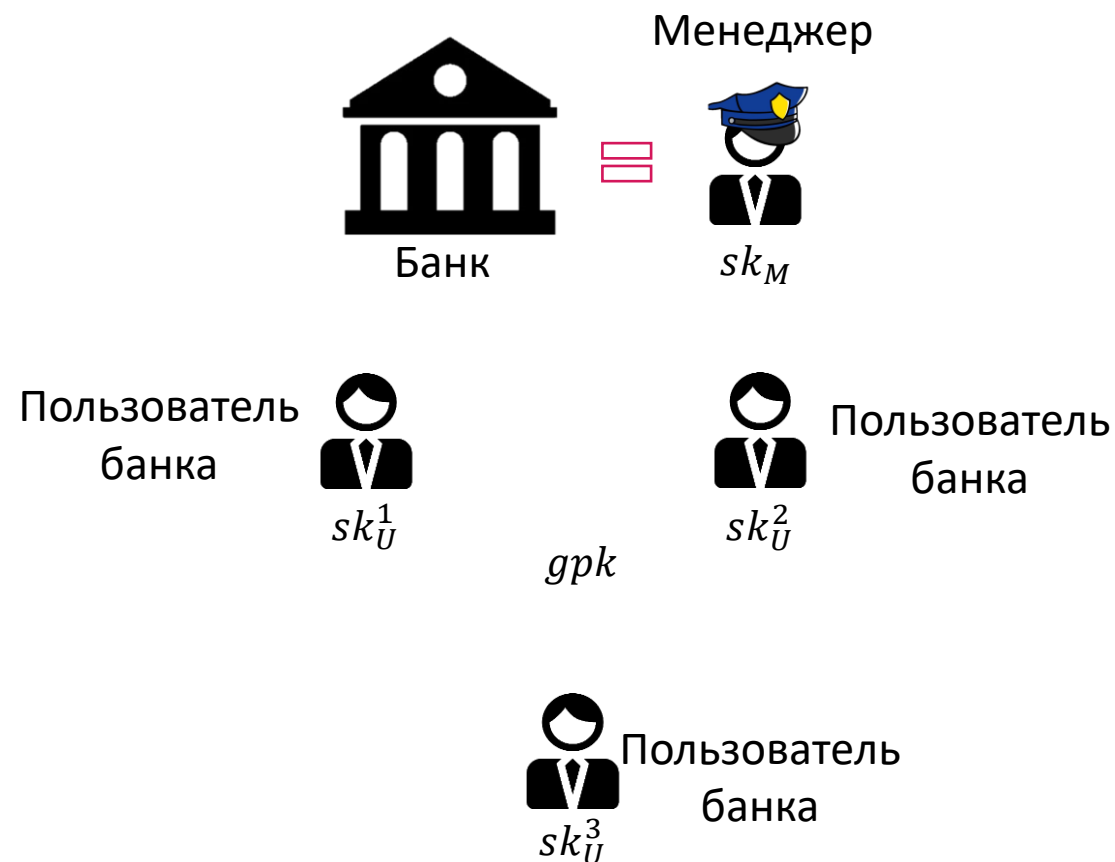 Менеджер
Банк
sk_M
Пользователь
банка
sk_U^1
Пользователь
банка
sk_U^2
gpk
Пользователь
банка
sk_U^3